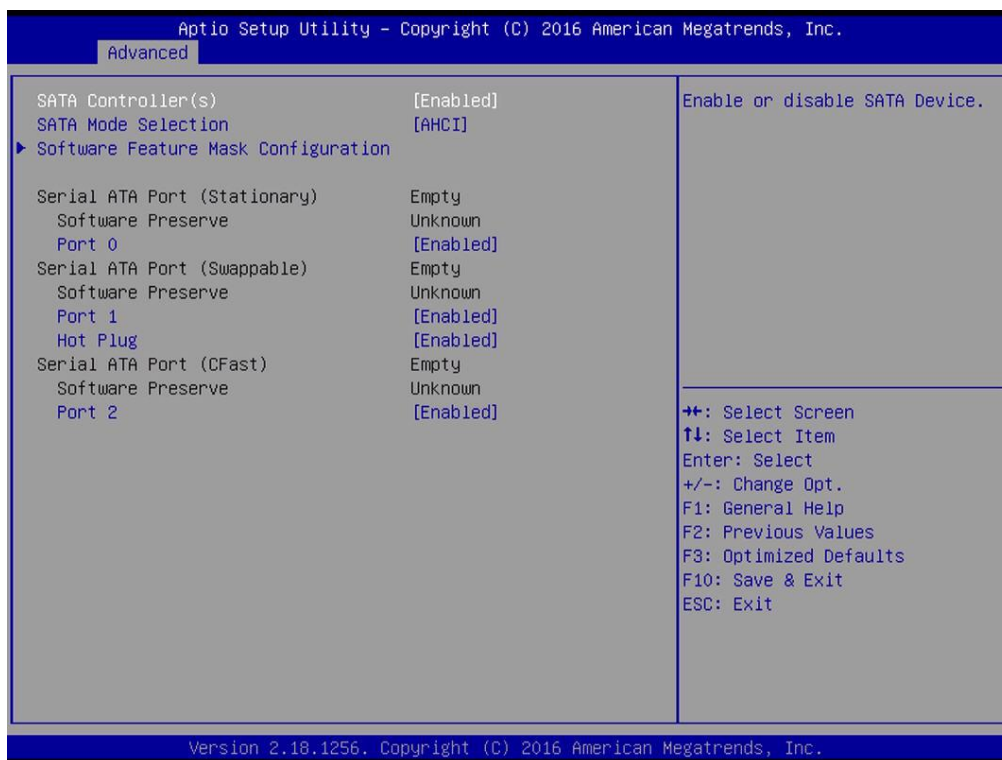 Aptio Setup Utility – Copyright (C) 2016 American Megatrends, Inc.
Advanced
SATA Controller(s) [Enabled]
SATA Mode Selection [AHCI]
▶ Software Feature Mask Configuration
Serial ATA Port (Stationary) Empty
Software Preserve Unknown
Port 0 [Enabled]
Serial ATA Port (Swappable) Empty
Software Preserve Unknown
Port 1 [Enabled]
Hot Plug [Enabled]
Serial ATA Port (CFast) Empty
Software Preserve Unknown
Port 2 [Enabled]
Enable or disable SATA Device.
→←: Select Screen
↑↓: Select Item
Enter: Select
+/-: Change Opt.
F1: General Help
F2: Previous Values
F3: Optimized Defaults
F10: Save & Exit
ESC: Exit
Version 2.18.1256. Copyright (C) 2016 American Megatrends, Inc.